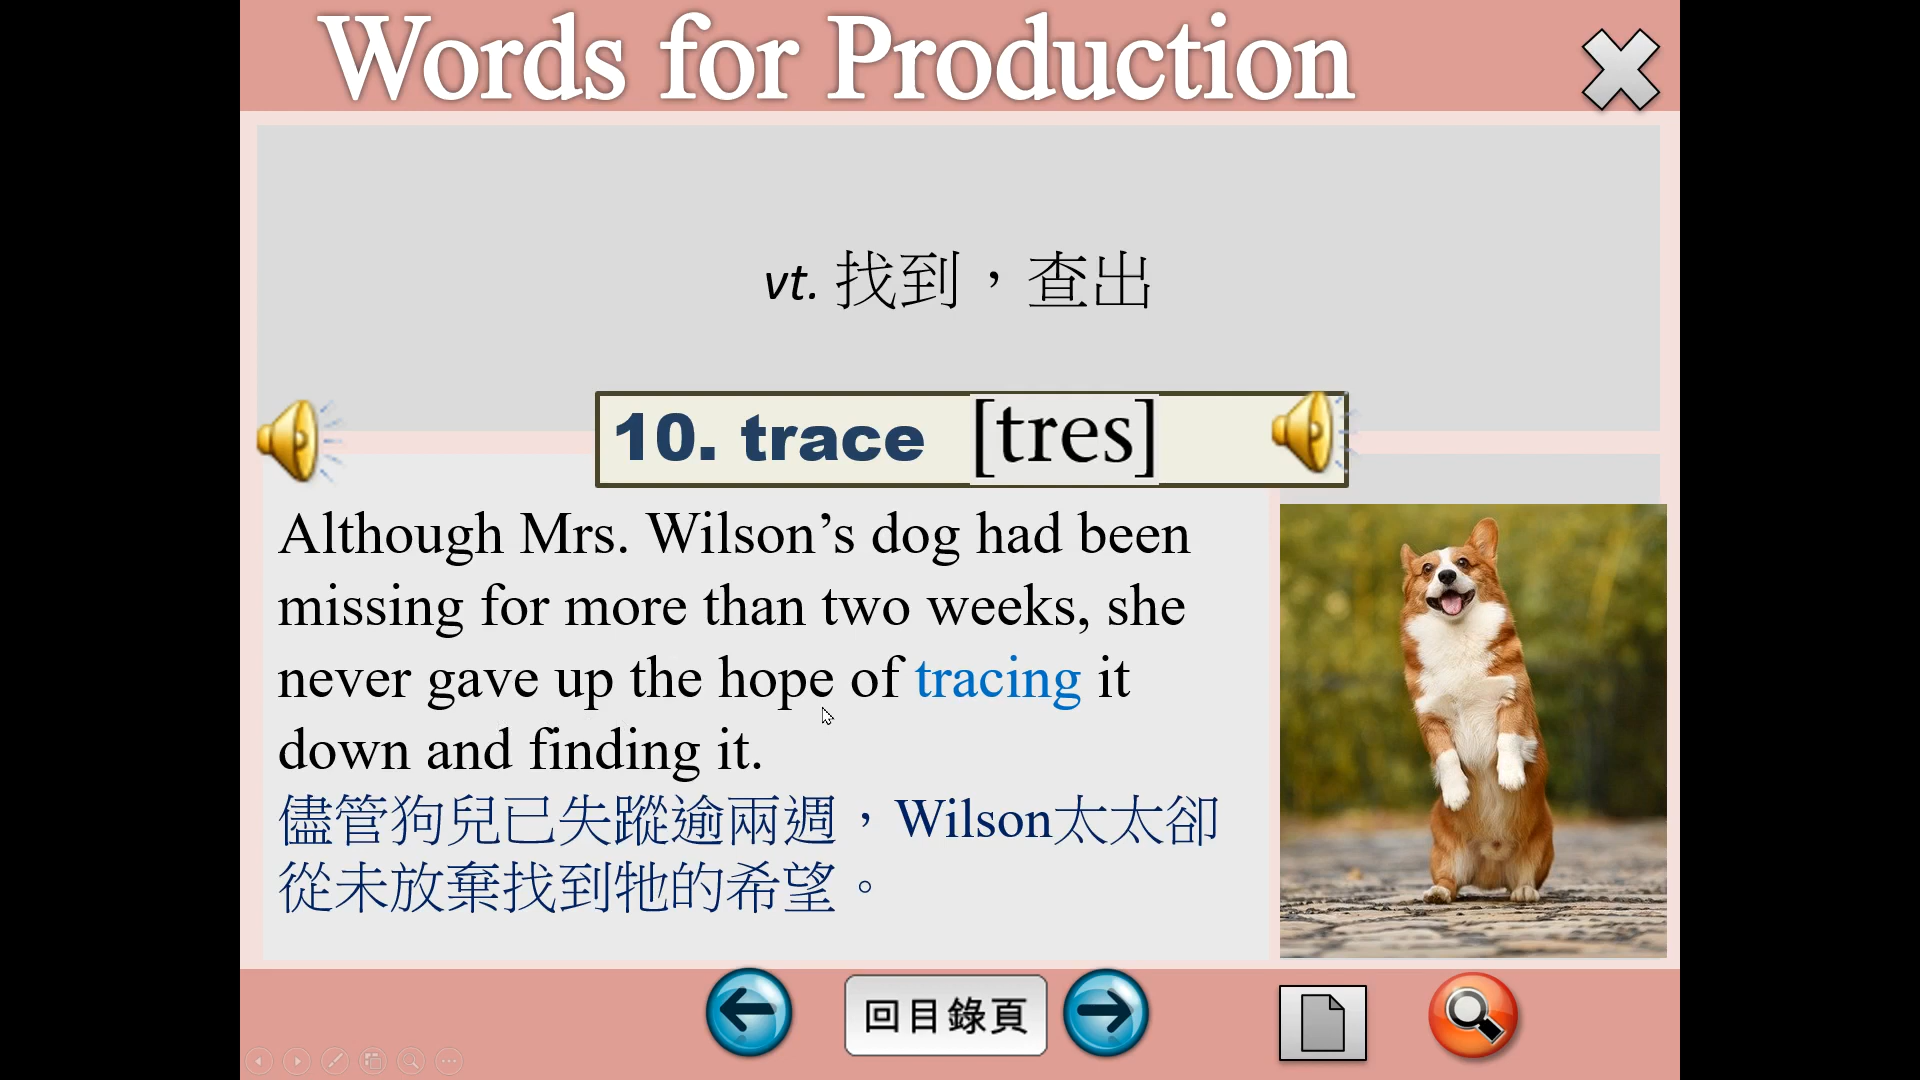 Words for Production
vt. 找到，查出
10. trace [tres]
Although Mrs. Wilson’s dog had been
missing for more than two weeks, she
never gave up the hope of tracing it
down and finding it.
儘管狗兒已失蹤逾兩週，Wilson太太卻
從未放棄找到牠的希望。
回目錄頁